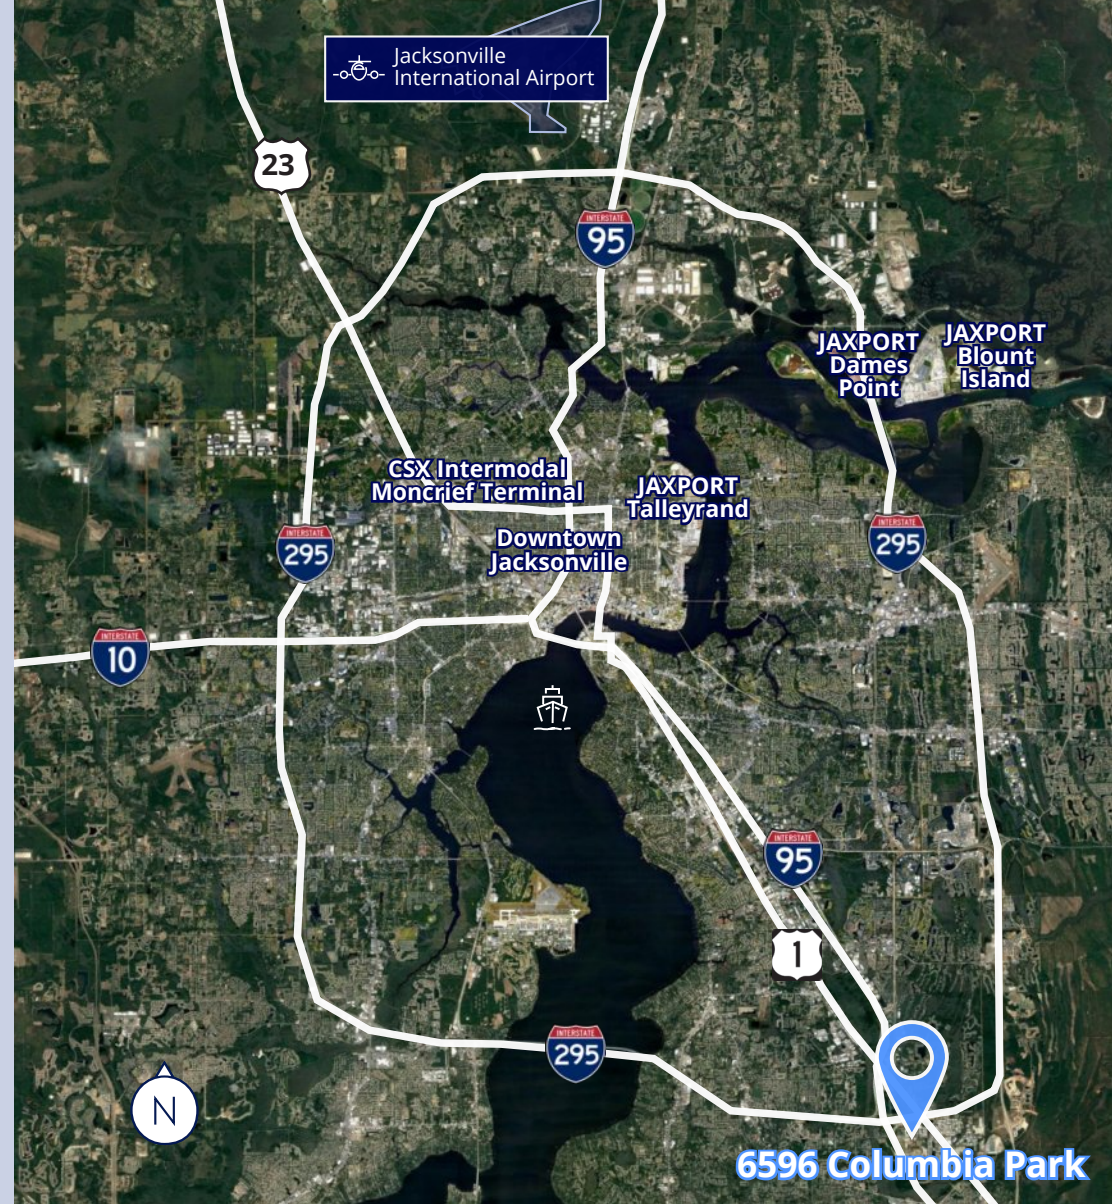 Jacksonville
International Airport
23
INTERSTATE
95
JAXPORT
Dames
Point
JAXPORT
Blount
Island
CSX Intermodal
Moncrief Terminal
JAXPORT
Talleyrand
Downtown
Jacksonville
INTERSTATE
295
INTERSTATE
295
INTERSTATE
10
INTERSTATE
95
1
INTERSTATE
295
N
6596 Columbia Park